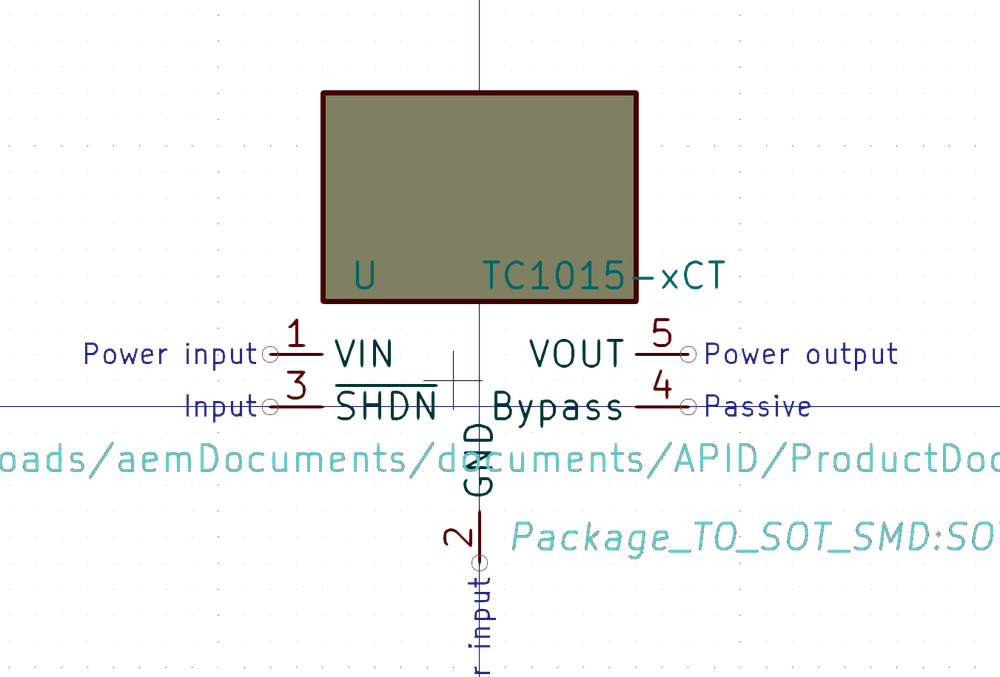 U TC1015-xCT
1 5
Power input VIN VOUT Power output
3 4
Input SHDN Bypass Passive
oads/aemDocuments/documents/APID/ProductDoc
GND
2 Package_TO_SOT_SMD:SO
r input